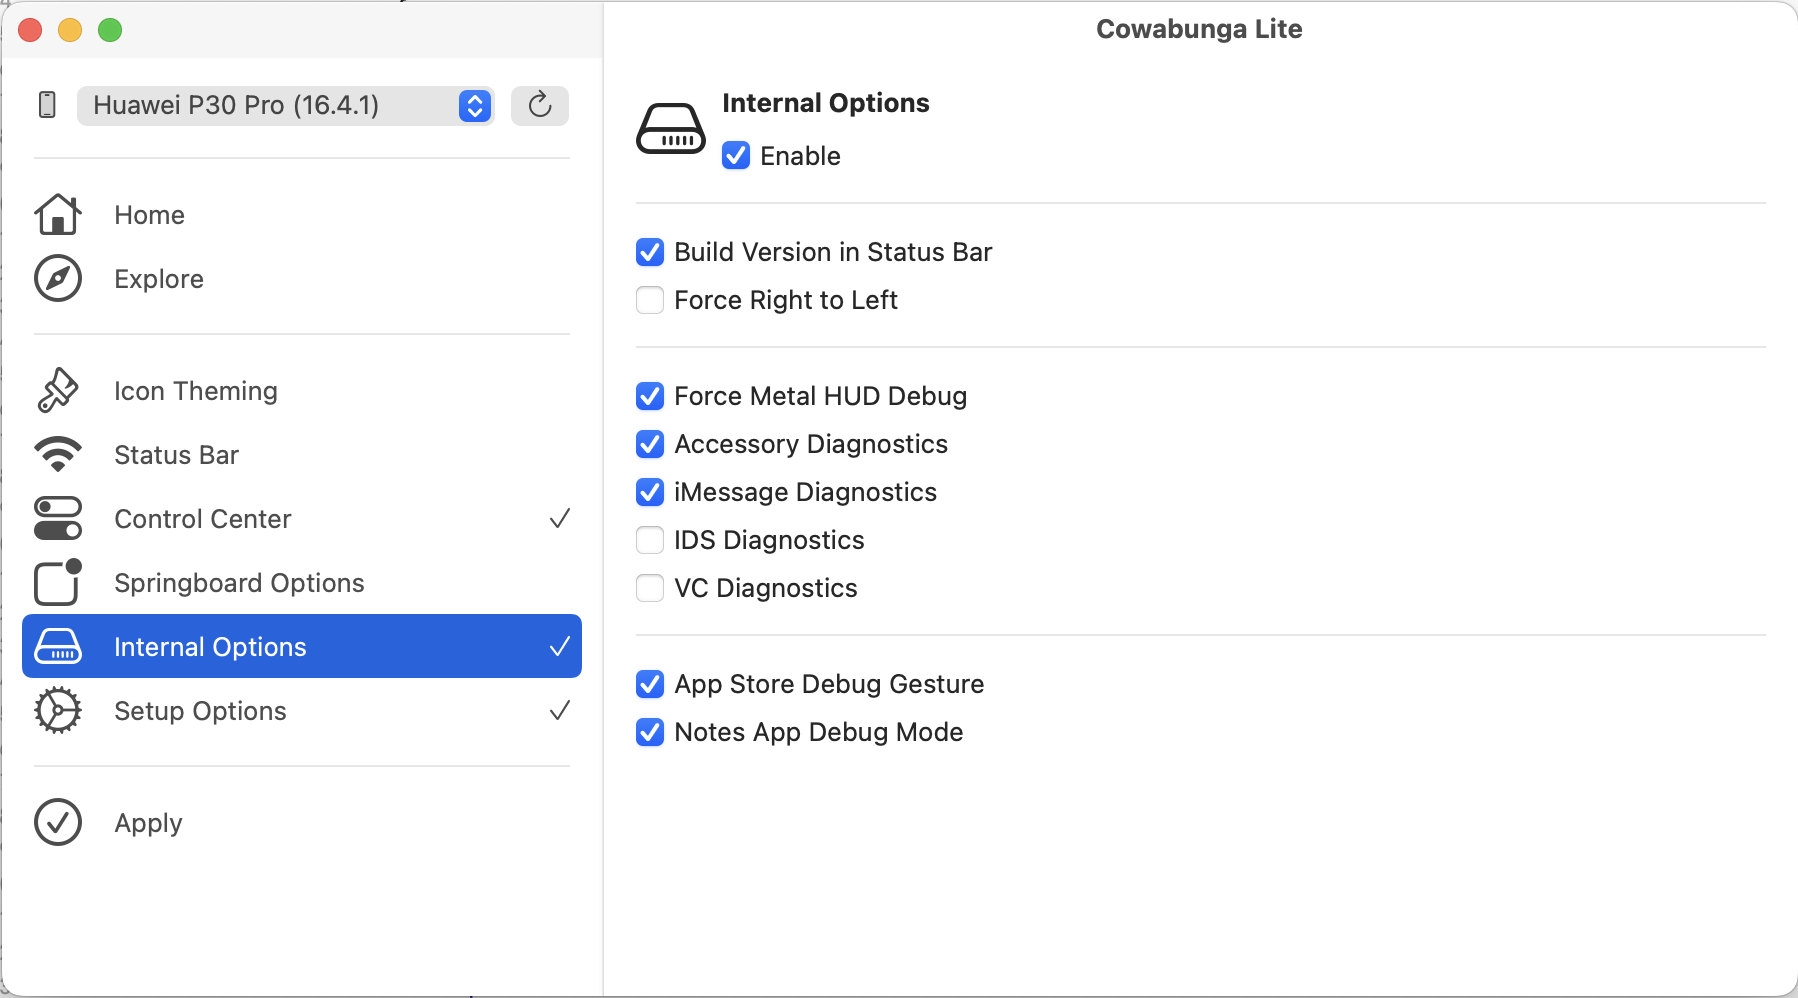 Cowabunga Lite
Huawei P30 Pro (16.4.1)
Home
Explore
Icon Theming
Status Bar
Control Center
Springboard Options
Internal Options
Setup Options
Apply
Internal Options
Enable
Build Version in Status Bar
Force Right to Left
Force Metal HUD Debug
Accessory Diagnostics
iMessage Diagnostics
IDS Diagnostics
VC Diagnostics
App Store Debug Gesture
Notes App Debug Mode